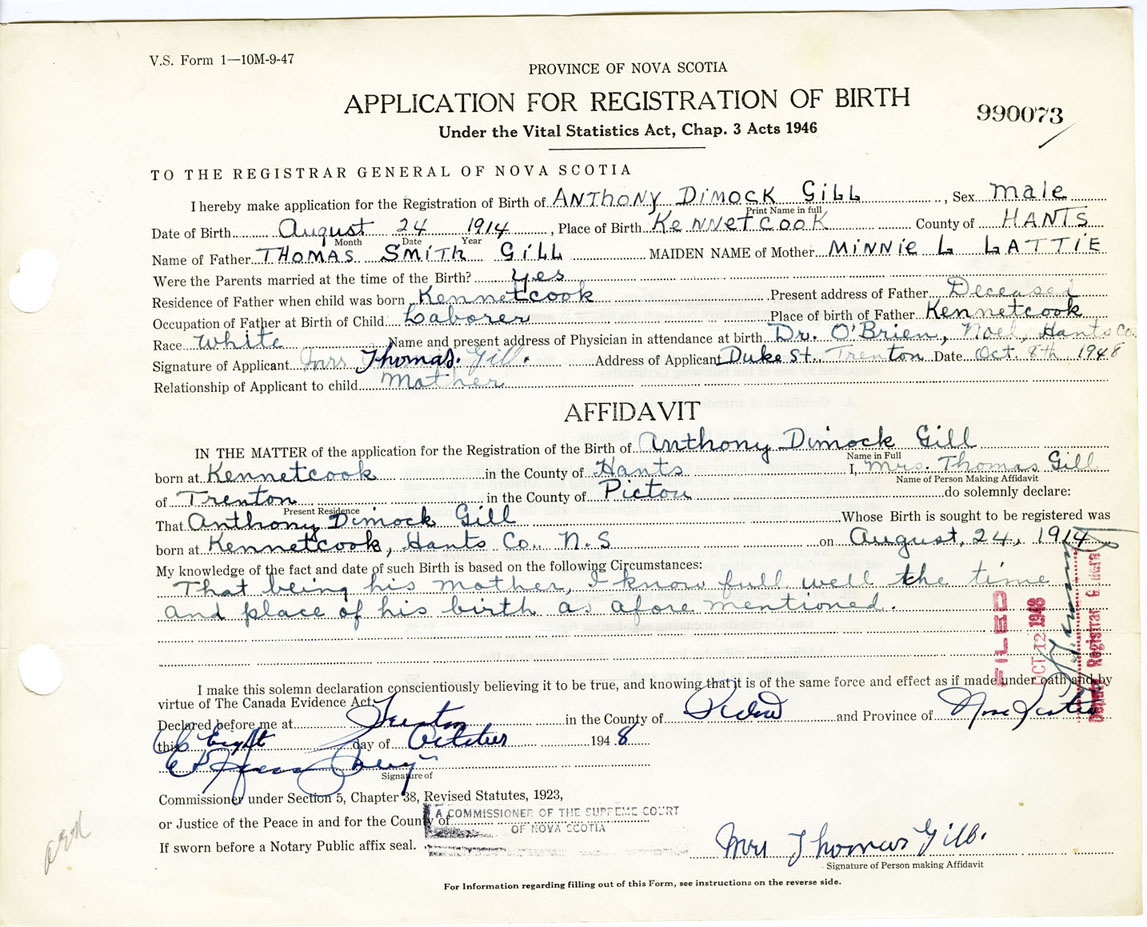 V.S. Form 1—10M-9-47
PROVINCE OF NOVA SCOTIA
APPLICATION FOR REGISTRATION OF BIRTH
990073
Under the Vital Statistics Act, Chap. 3 Acts 1946
TO THE REGISTRAR GENERAL OF NOVA SCOTIA
I hereby make application for the Registration of Birth of ANTHONY DIMOCK GILL, Sex male
Print Name in full
Date of Birth August 24 1914, Place of Birth KENNETCOOK County of HANTS
Month Date Year
Name of Father THOMAS SMITH GILL MAIDEN NAME of Mother MINNIE L LATTIE
Were the Parents married at the time of the Birth? yes
Residence of Father when child was born Kennetcook Present address of Father Deceased
Occupation of Father at Birth of Child Laborer Place of birth of Father Kennetcook
Race White Name and present address of Physician in attendance at birth Dr. O'Brien, Noel, Hants Co.
Signature of Applicant Mrs Thomas. Gill. Address of Applicant Duke St. Trenton Date Oct. 8th, 1948
Relationship of Applicant to child Mother
AFFIDAVIT
IN THE MATTER of the application for the Registration of the Birth of Anthony Dimock Gill
Name in Full
born at Kennetcook in the County of Hants I, Mrs. Thomas Gill
Name of Person Making Affidavit
of Trenton in the County of Pictou do solemnly declare:
Present Residence
That Anthony Dimock Gill Whose Birth is sought to be registered was
born at Kennetcook, Hants Co. N.S on August, 24, 1914
My knowledge of the fact and date of such Birth is based on the following Circumstances:
That being his mother, I know full well the time
and place of his birth as afore mentioned.
FILED
OCT 12 1948
Deputy Registrar General
I make this solemn declaration conscientiously believing it to be true, and knowing that it is of the same force and effect as if made under oath and by
virtue of The Canada Evidence Act.
Declared before me at Trenton in the County of Pictou and Province of Nova Scotia
this Eight day of October 1948
Signature of
Commissioner under Section 5, Chapter 38, Revised Statutes, 1923,
or Justice of the Peace in and for the County of
A COMMISSIONER OF THE SUPREME COURT
OF NOVA SCOTIA
If sworn before a Notary Public affix seal.
Mrs Thomas Gill.
Signature of Person making Affidavit
For Information regarding filling out of this Form, see instructions on the reverse side.